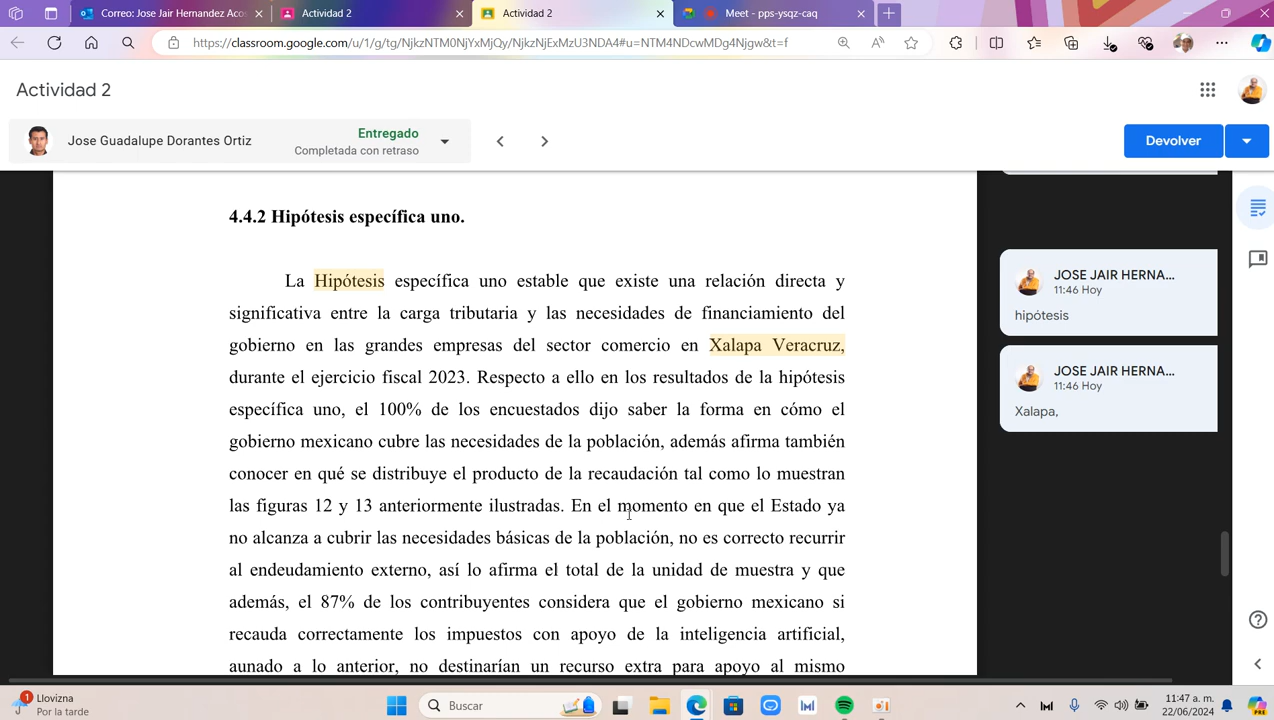 Correo: Jose Jair Hernandez Aco
Actividad 2
Actividad 2
Meet - pps-ysqz-caq
https://classroom.google.com/u/1/g/tg/NjkzNTM0NjYxMjQy/NjkzNjExMzU3NDA4#u=NTM4NDcwMDg4Njgw&t=f
Actividad 2
Jose Guadalupe Dorantes Ortiz
Entregado
Completada con retraso
Devolver
4.4.2 Hipótesis específica uno.
La Hipótesis específica uno estable que existe una relación directa y
significativa entre la carga tributaria y las necesidades de financiamiento del
gobierno en las grandes empresas del sector comercio en Xalapa Veracruz,
durante el ejercicio fiscal 2023. Respecto a ello en los resultados de la hipótesis
específica uno, el 100% de los encuestados dijo saber la forma en cómo el
gobierno mexicano cubre las necesidades de la población, además afirma también
conocer en qué se distribuye el producto de la recaudación tal como lo muestran
las figuras 12 y 13 anteriormente ilustradas. En el momento en que el Estado ya
no alcanza a cubrir las necesidades básicas de la población, no es correcto recurrir
al endeudamiento externo, así lo afirma el total de la unidad de muestra y que
además, el 87% de los contribuyentes considera que el gobierno mexicano si
recauda correctamente los impuestos con apoyo de la inteligencia artificial,
aunado a lo anterior, no destinarían un recurso extra para apoyo al mismo
JOSE JAIR HERNA...
11:46 Hoy
hipótesis
JOSE JAIR HERNA...
11:46 Hoy
Xalapa,
1
Llovizna
Por la tarde
Buscar
11:47 a. m.
22/06/2024
PRE